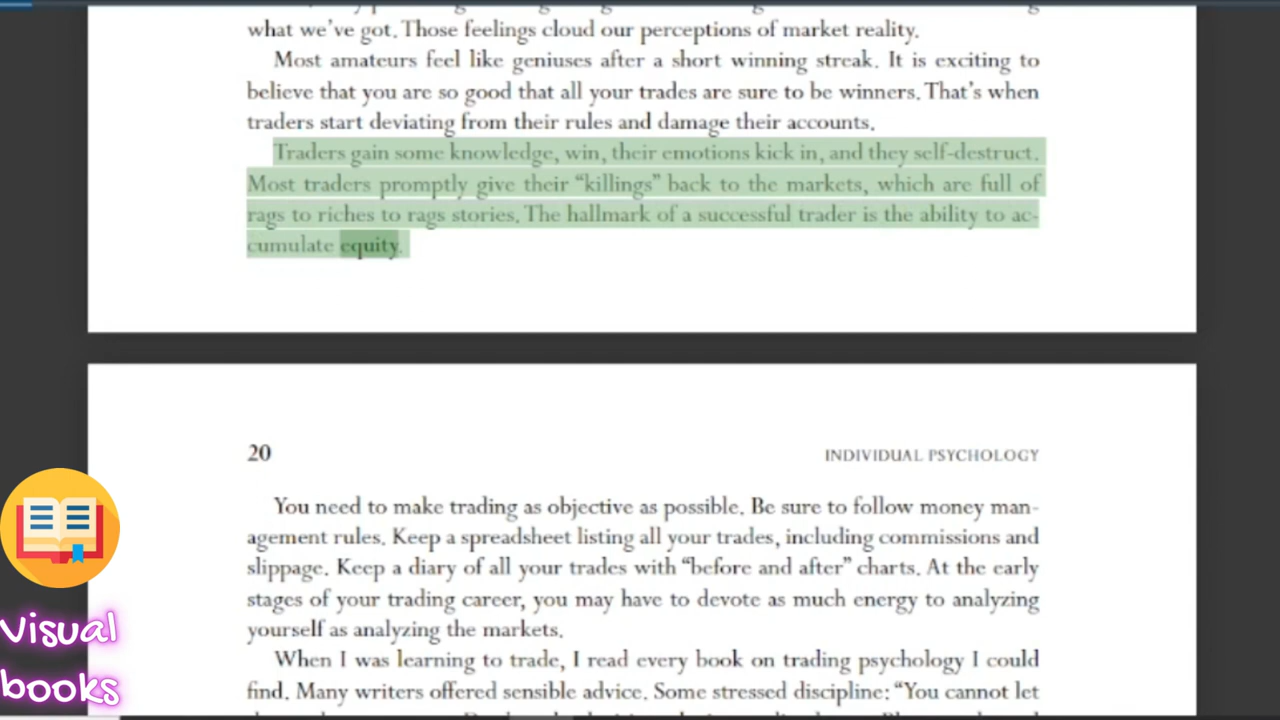 what we've got. Those feelings cloud our perceptions of market reality.
Most amateurs feel like geniuses after a short winning streak. It is exciting to
believe that you are so good that all your trades are sure to be winners. That's when
traders start deviating from their rules and damage their accounts.
Traders gain some knowledge, win, their emotions kick in, and they self-destruct.
Most traders promptly give their “killings” back to the markets, which are full of
rags to riches to rags stories. The hallmark of a successful trader is the ability to ac-
cumulate equity.
20 INDIVIDUAL PSYCHOLOGY
You need to make trading as objective as possible. Be sure to follow money man-
agement rules. Keep a spreadsheet listing all your trades, including commissions and
slippage. Keep a diary of all your trades with “before and after” charts. At the early
stages of your trading career, you may have to devote as much energy to analyzing
yourself as analyzing the markets.
When I was learning to trade, I read every book on trading psychology I could
find. Many writers offered sensible advice. Some stressed discipline: “You cannot let
Visual
books